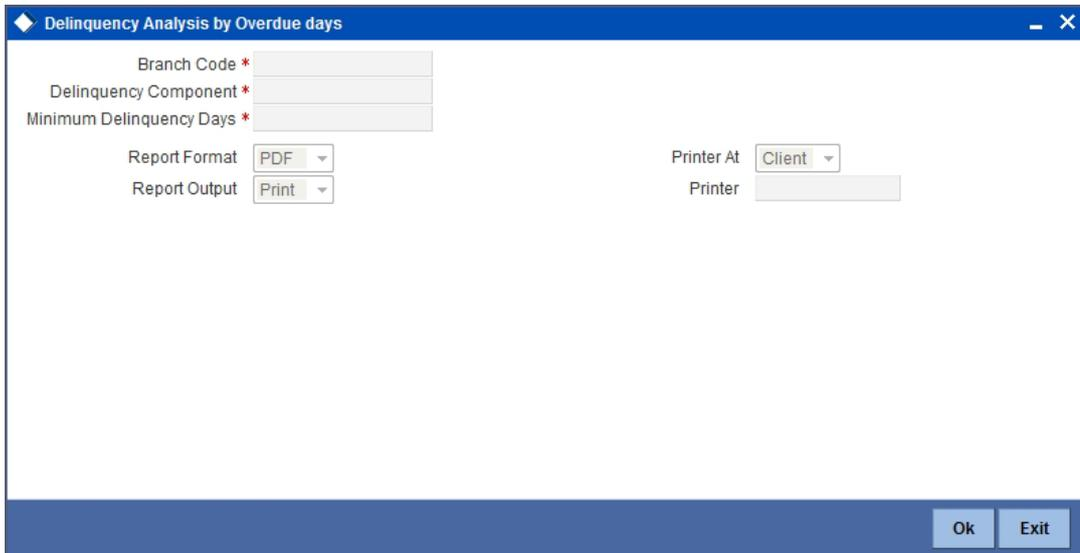 Delinquency Analysis by Overdue days
Branch Code *
Delinquency Component *
Minimum Delinquency Days *
Report Format PDF Printer At Client
Report Output Print Printer
Ok Exit